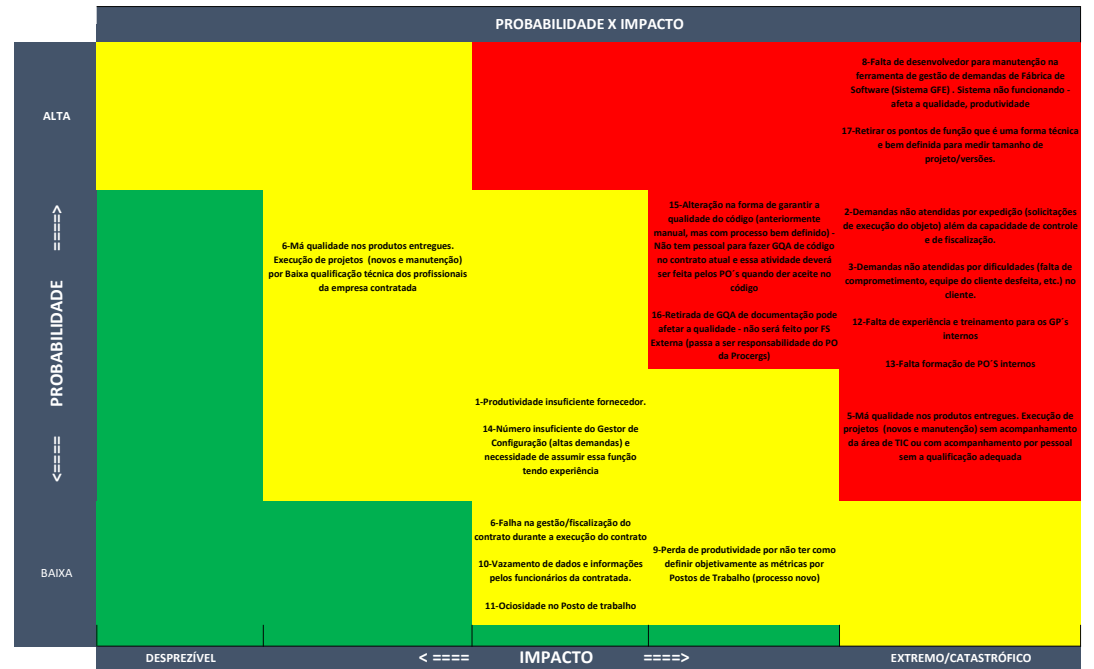 PROBABILIDADE X IMPACTO
ALTA
8-Falta de desenvolvedor para manutenção na
ferramenta de gestão de demandas de Fábrica de
Software (Sistema GFE) . Sistema não funcionando -
afeta a qualidade, produtividade
17-Retirar os pontos de função que é uma forma técnica
e bem definida para medir tamanho de
projeto/versões.
<==== PROBABILIDADE ====>
6-Má qualidade nos produtos entregues.
Execução de projetos (novos e manutenção)
por Baixa qualificação técnica dos profissionais
da empresa contratada
15-Alteração na forma de garantir a
qualidade do código (anteriormente
manual, mas com processo bem definido) -
Não tem pessoal para fazer GQA de código
no contrato atual e essa atividade deverá
ser feita pelos PO´s quando der aceite no
código
16-Retirada de GQA de documentação pode
afetar a qualidade - não será feito por FS
Externa (passa a ser responsabilidade do PO
da Procergs)
2-Demandas não atendidas por expedição (solicitações
de execução do objeto) além da capacidade de controle
e de fiscalização.
3-Demandas não atendidas por dificuldades (falta de
comprometimento, equipe do cliente desfeita, etc.) no
cliente.
12-Falta de experiência e treinamento para os GP´s
internos
13-Falta formação de PO´S internos
1-Produtividade insuficiente fornecedor.
14-Número insuficiente do Gestor de
Configuração (altas demandas) e
necessidade de assumir essa função
tendo experiência
5-Má qualidade nos produtos entregues. Execução de
projetos (novos e manutenção) sem acompanhamento
da área de TIC ou com acompanhamento por pessoal
sem a qualificação adequada
BAIXA
6-Falha na gestão/fiscalização do
contrato durante a execução do contrato
10-Vazamento de dados e informações
pelos funcionários da contratada.
11-Ociosidade no Posto de trabalho
9-Perda de produtividade por não ter como
definir objetivamente as métricas por
Postos de Trabalho (processo novo)
DESPREZÍVEL
< ==== IMPACTO ====>
EXTREMO/CATASTRÓFICO